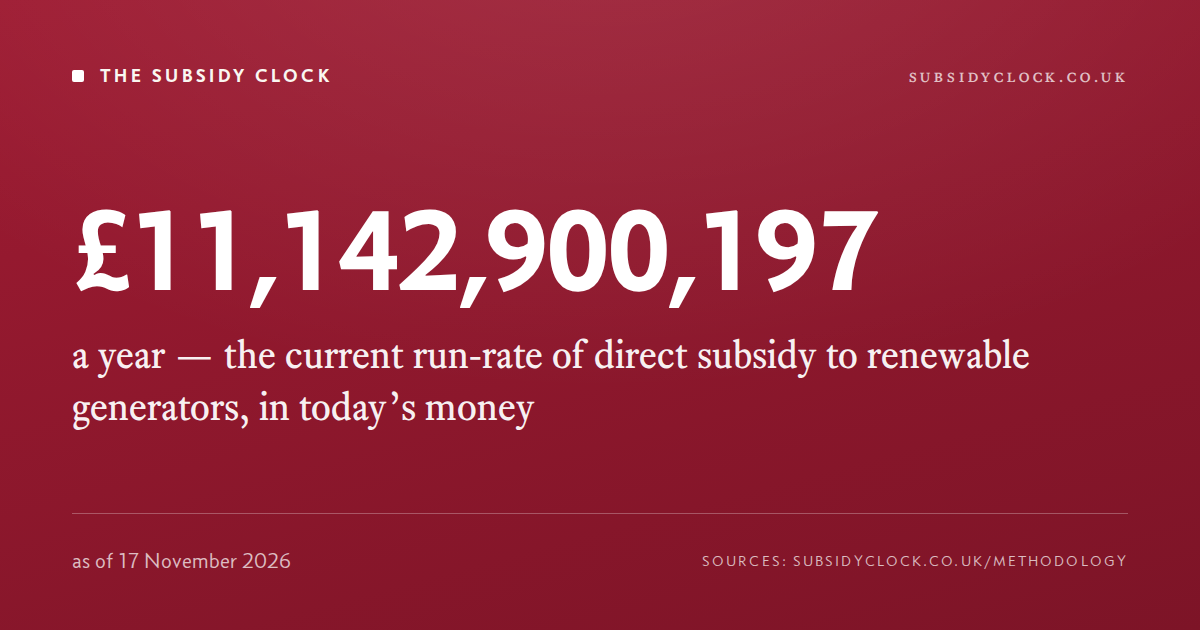 THE SUBSIDY CLOCK
SUBSIDYCLOCK.CO.UK
£11,142,900,197
a year — the current run-rate of direct subsidy to renewable
generators, in today’s money
as of 17 November 2026
SOURCES: SUBSIDYCLOCK.CO.UK/METHODOLOGY